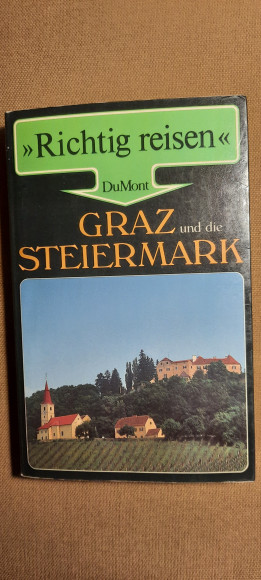 »Richtig reisen«
DuMont
GRAZ und die
STEIERMARK